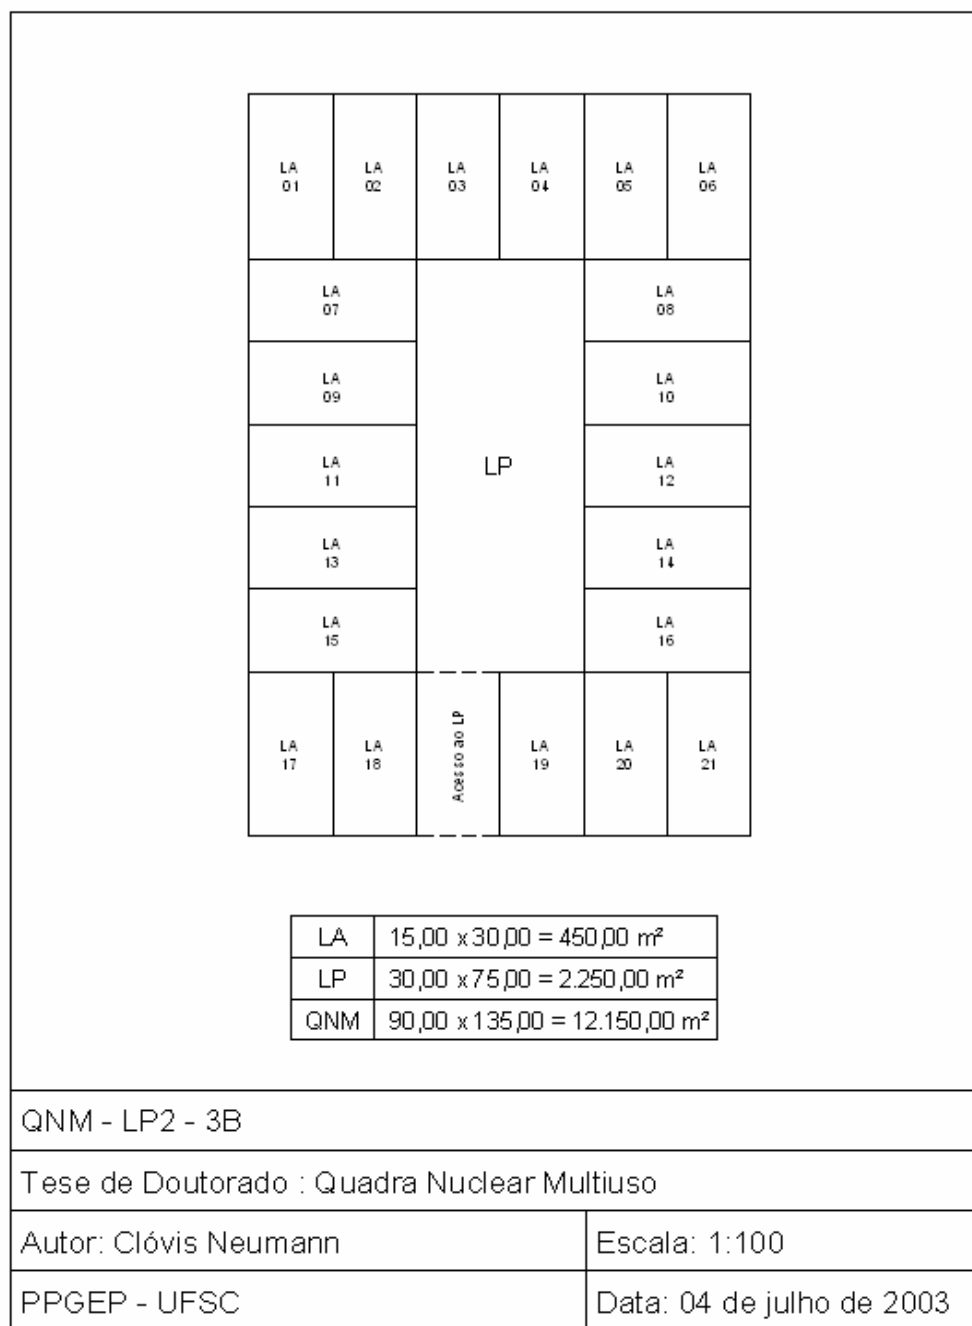 LA LA LA LA LA LA
01 02 03 04 05 06
LA LA
07 08
LA LA
09 10
LA LA
11 12
LP
LA LA
13 14
LA LA
15 16
LA LA Acesso ao LP LA LA LA
17 18 19 20 21
LA 15,00 x 30,00 = 450,00 m²
LP 30,00 x 75,00 = 2.250,00 m²
QNM 90,00 x 135,00 = 12.150,00 m²
QNM - LP2 - 3B
Tese de Doutorado : Quadra Nuclear Multiuso
Autor: Clóvis Neumann Escala: 1:100
PPGEP - UFSC Data: 04 de julho de 2003